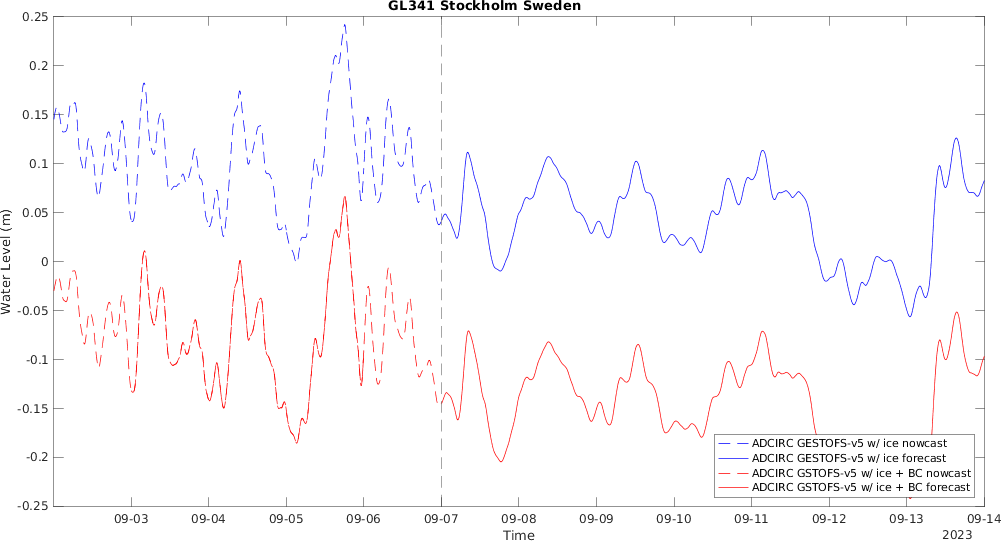 GL341 Stockholm Sweden
0.25
0.2
0.15
0.1
0.05
0
-0.05
-0.1
-0.15
-0.2
-0.25
Water Level (m)
ADCIRC GESTOFS-v5 w/ ice nowcast
ADCIRC GESTOFS-v5 w/ ice forecast
ADCIRC GSTOFS-v5 w/ ice + BC nowcast
ADCIRC GSTOFS-v5 w/ ice + BC forecast
09-03 09-04 09-05 09-06 09-07 09-08 09-09 09-10 09-11 09-12 09-13 09-14
Time
2023